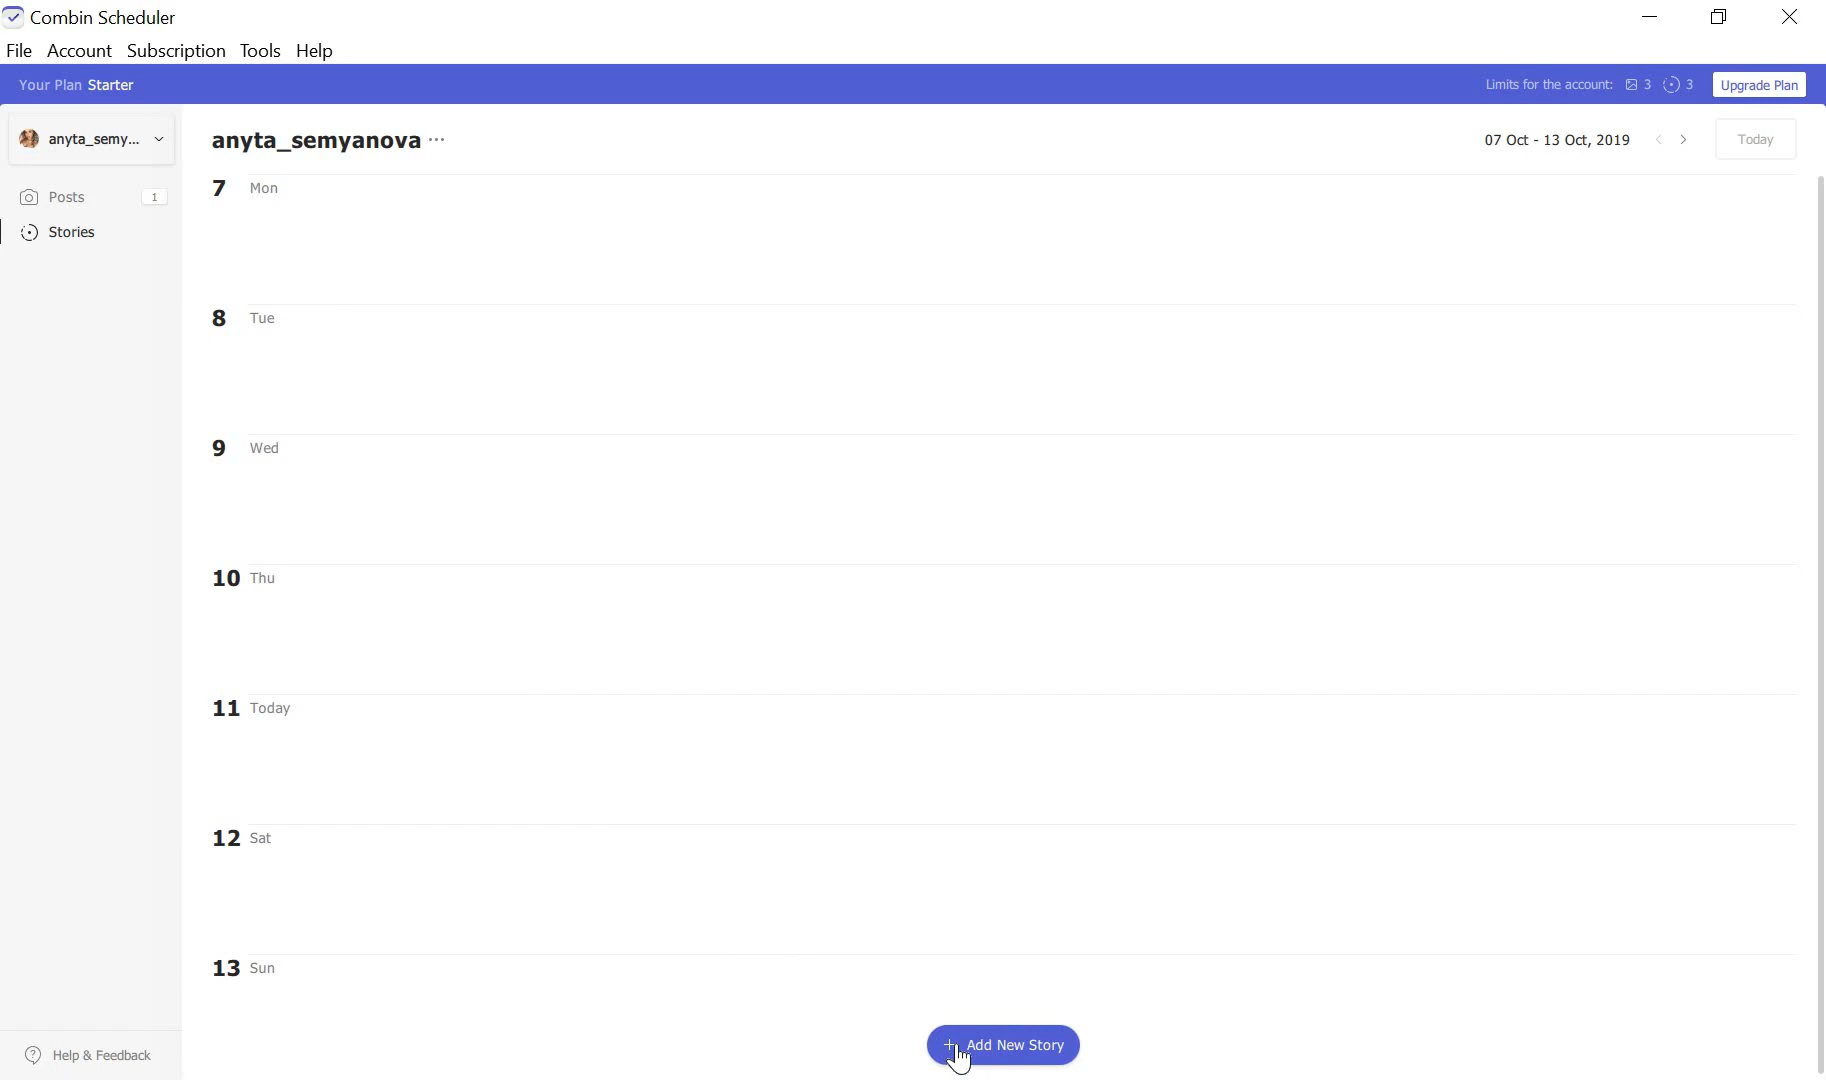 Combin Scheduler
File Account Subscription Tools Help
Your Plan Starter
Limits for the account: 3 3 Upgrade Plan
anyta_semy...
anyta_semyanova ...
07 Oct - 13 Oct, 2019 < > Today
Posts 1
Stories
7 Mon
8 Tue
9 Wed
10 Thu
11 Today
12 Sat
13 Sun
+ Add New Story
? Help & Feedback